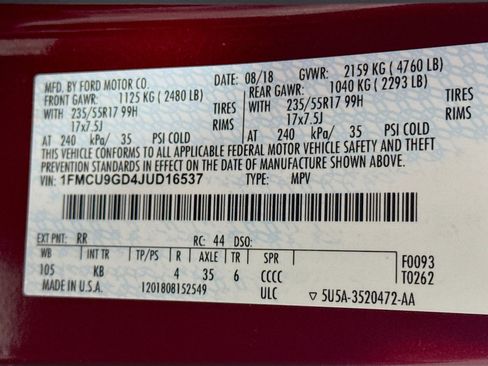 MFD. BY FORD MOTOR CO.
DATE: 08/18 GVWR: 2159 KG ( 4760 LB)
FRONT GAWR: 1125 KG ( 2480 LB) REAR GAWR: 1040 KG ( 2293 LB)
WITH 235/55R17 99H TIRES WITH 235/55R17 99H TIRES
17x7.5J RIMS 17x7.5J RIMS
AT 240 kPa/ 35 PSI COLD AT 240 kPa/ 35 PSI COLD
THIS VEHICLE CONFORMS TO ALL APPLICABLE FEDERAL MOTOR VEHICLE SAFETY AND THEFT
PREVENTION STANDARDS IN EFFECT ON THE DATE OF MANUFACTURE SHOWN ABOVE.
VIN: 1FMCU9GD4JUD16537 TYPE: MPV
EXT PNT: RR RC: 44 DSO:
WB INT TR TP/PS R AXLE TR SPR
105 KB 4 35 6 CCCC
F0093
T0262
MADE IN U.S.A. 1201808152549 ULC ▽ 5U5A-3520472-AA